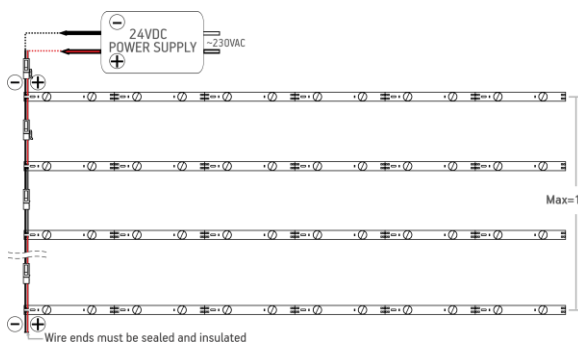 24VDC
POWER SUPPLY
~230VAC
Max=1
Wire ends must be sealed and insulated